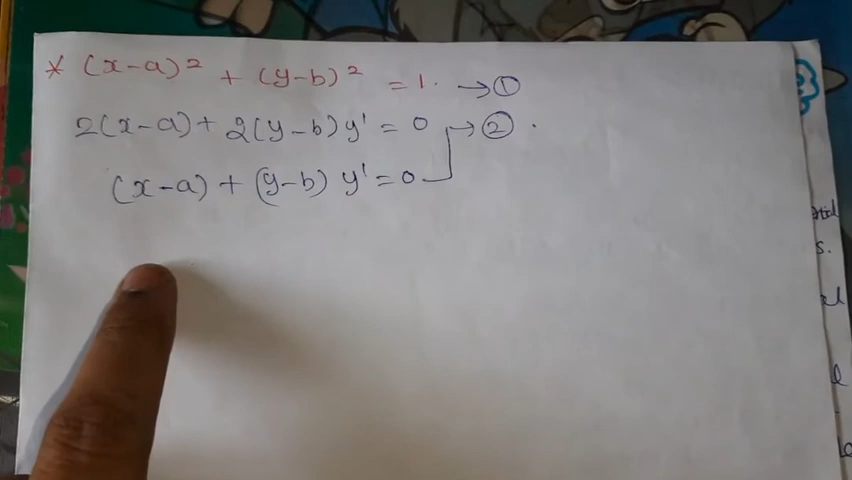 * (x-a)² + (y-b)² = 1. → ①
2(x-a) + 2(y-b)y' = 0 → ② .
(x-a) + (y-b) y' = 0